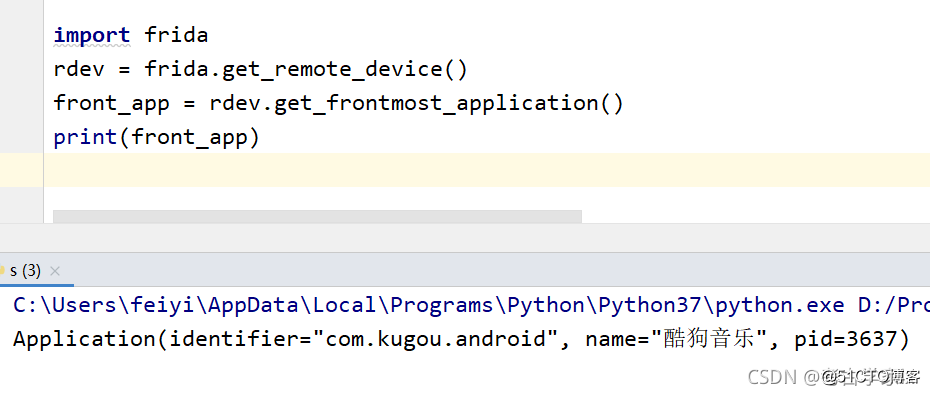 import frida
rdev = frida.get_remote_device()
front_app = rdev.get_frontmost_application()
print(front_app)
s (3)
C:\Users\feiyi\AppData\Local\Programs\Python\Python37\python.exe D:/Pro
Application(identifier="com.kugou.android", name="酷狗音乐", pid=3637)
CSDN @
@51CTO博客